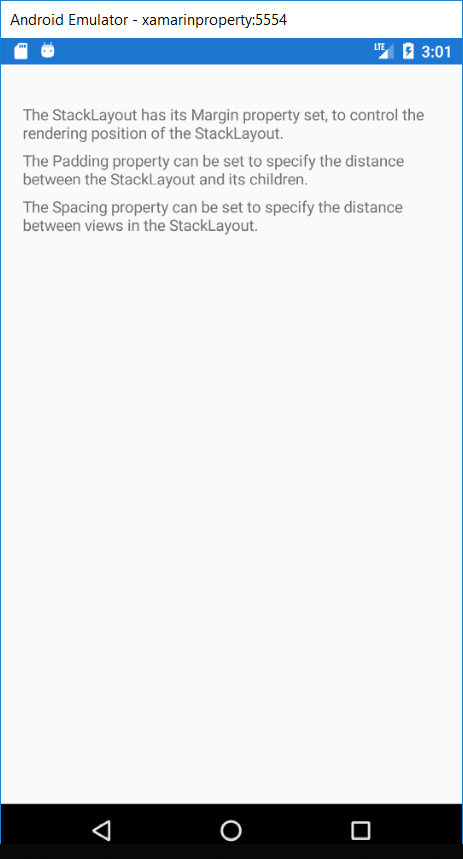 Android Emulator - xamarinproperty:5554
LTE 3:01
The StackLayout has its Margin property set, to control the
rendering position of the StackLayout.
The Padding property can be set to specify the distance
between the StackLayout and its children.
The Spacing property can be set to specify the distance
between views in the StackLayout.